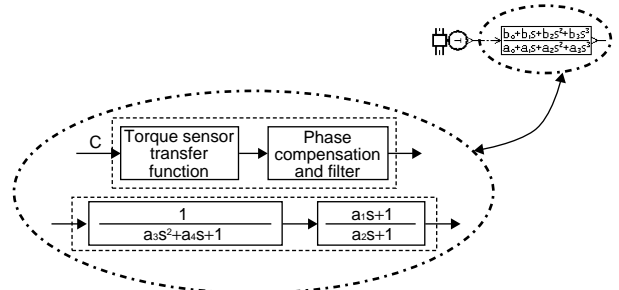 b₀+b₁s+b₂s²+b₃s³
a₀+a₁s+a₂s²+a₃s³
T
C
Torque sensor
transfer
function
Phase
compensation
and filter
1
a₃s²+a₄s+1
a₁s+1
a₂s+1